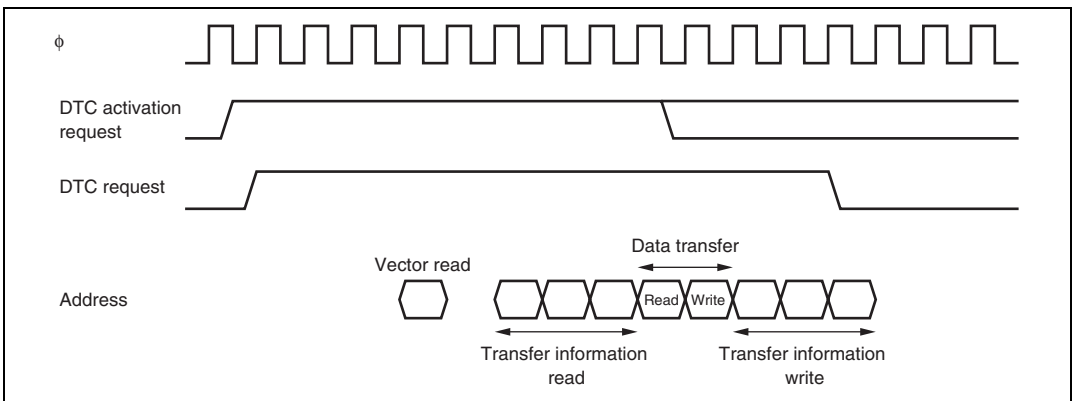 φ
DTC activation
request
DTC request
Data transfer
Vector read
Address
Read
Write
Transfer information
read
Transfer information
write